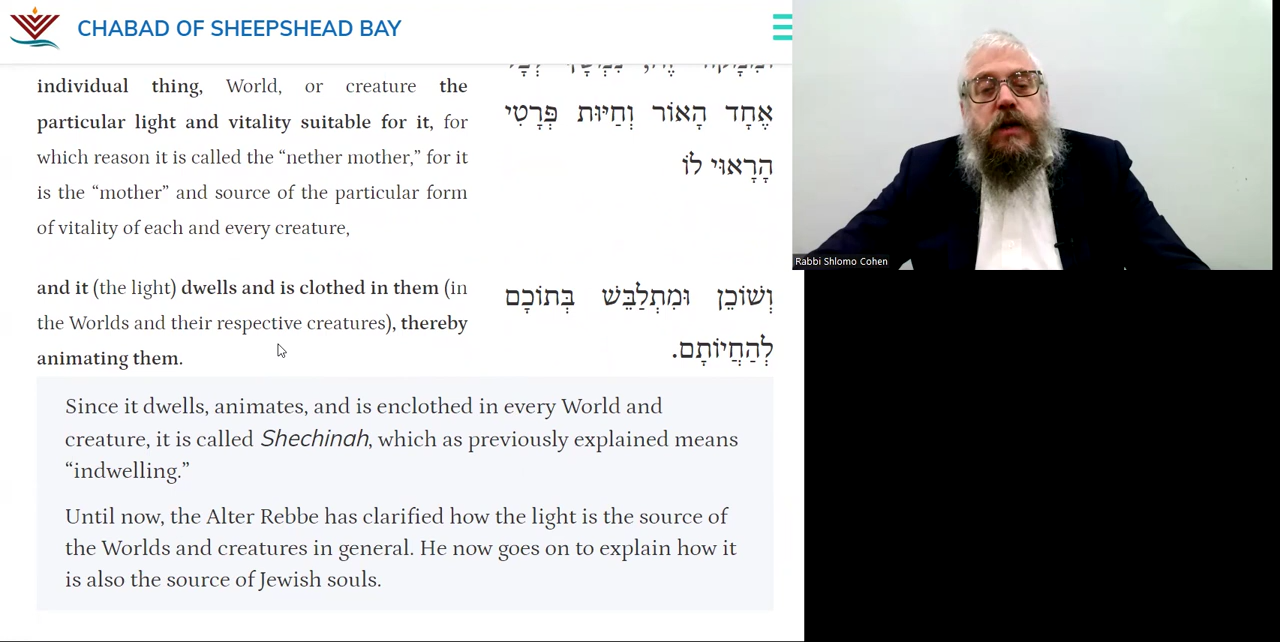 CHABAD OF SHEEPSHEAD BAY
individual thing, World, or creature the
particular light and vitality suitable for it, for
which reason it is called the “nether mother,” for it
is the “mother” and source of the particular form
of vitality of each and every creature,
אֶחָד הָאוֹר וְחַיּוּת פְּרָטִי
הָרָאוּי לוֹ
and it (the light) dwells and is clothed in them (in
the Worlds and their respective creatures), thereby
animating them.
וְשׁוֹכֵן וּמִתְלַבֵּשׁ בְּתוֹכָם
לְהַחֲיוֹתָם.
Since it dwells, animates, and is enclothed in every World and
creature, it is called Shechinah, which as previously explained means
“indwelling.”
Until now, the Alter Rebbe has clarified how the light is the source of
the Worlds and creatures in general. He now goes on to explain how it
is also the source of Jewish souls.
Rabbi Shlomo Cohen